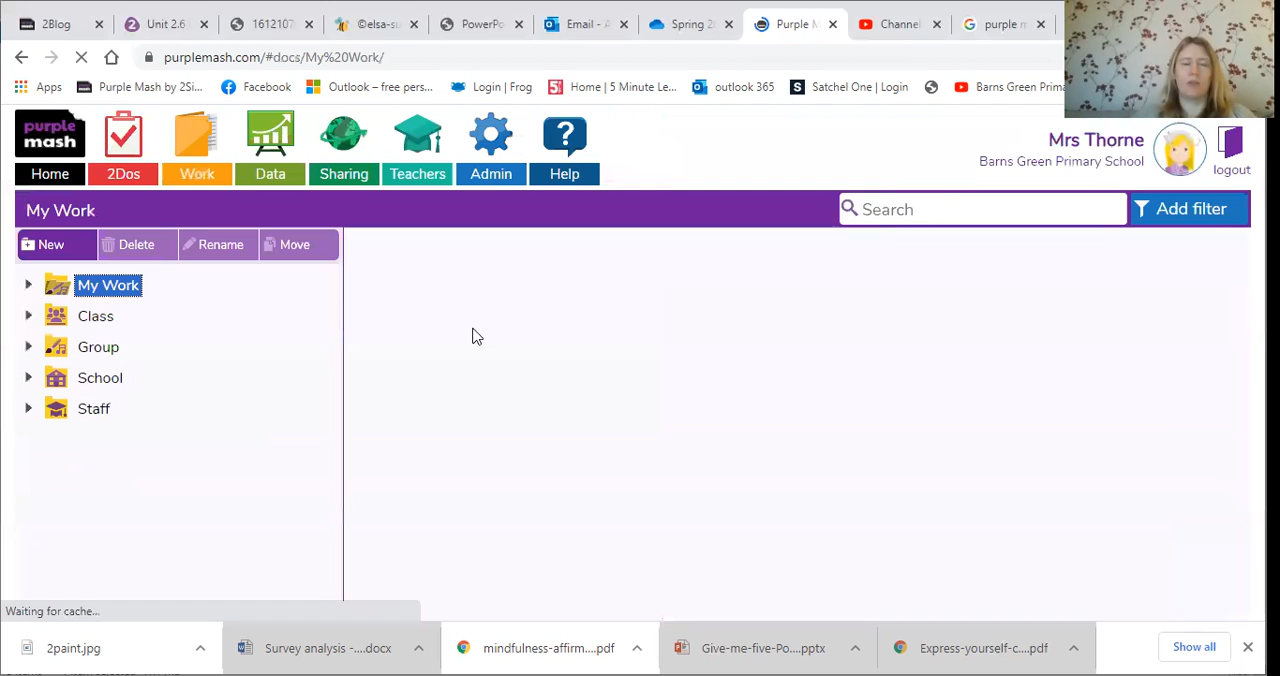 2Blog
Unit 2.6
1612107
©elsa-su
PowerPo
Email - A
Spring 2
Purple M
Channel
purple m
purplemash.com/#docs/My%20Work/
Apps
Purple Mash by 2Si...
Facebook
Outlook – free pers...
Login | Frog
Home | 5 Minute Le...
outlook 365
Satchel One | Login
Barns Green Prima
purple mash
Home
2Dos
Work
Data
Sharing
Teachers
Admin
Help
Mrs Thorne
Barns Green Primary School
logout
My Work
Search
Add filter
New
Delete
Rename
Move
My Work
Class
Group
School
Staff
Waiting for cache...
2paint.jpg
Survey analysis -....docx
mindfulness-affirm....pdf
Give-me-five-Po....pptx
Express-yourself-c....pdf
Show all